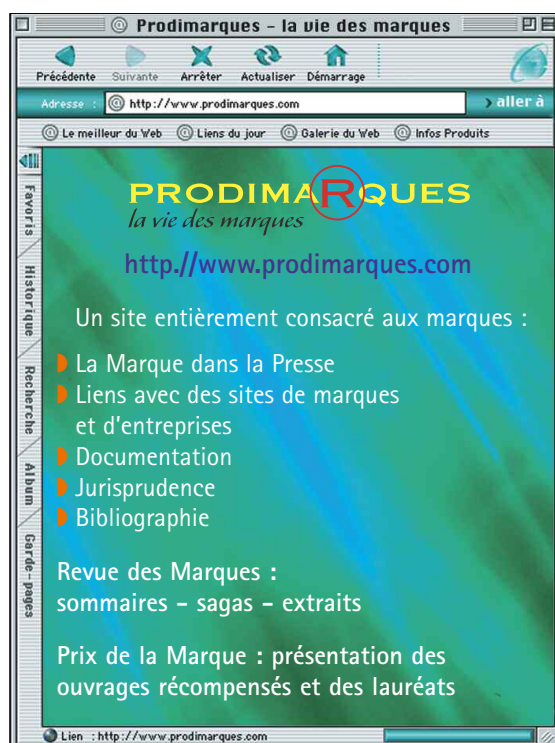 Prodimarques - la vie des marques
Précédente Suivante Arrêter Actualiser Démarrage
Adresse : @ http://www.prodimarques.com › aller à
@ Le meilleur du Web @ Liens du jour @ Galerie du Web @ Infos Produits
Favoris
Historique
Recherche
Album
Garde-pages
PRODIMARQUES
la vie des marques
http.//www.prodimarques.com
Un site entièrement consacré aux marques :
La Marque dans la Presse
Liens avec des sites de marques
et d'entreprises
Documentation
Jurisprudence
Bibliographie
Revue des Marques :
sommaires - sagas - extraits
Prix de la Marque : présentation des
ouvrages récompensés et des lauréats
Lien : http://www.prodimarques.com